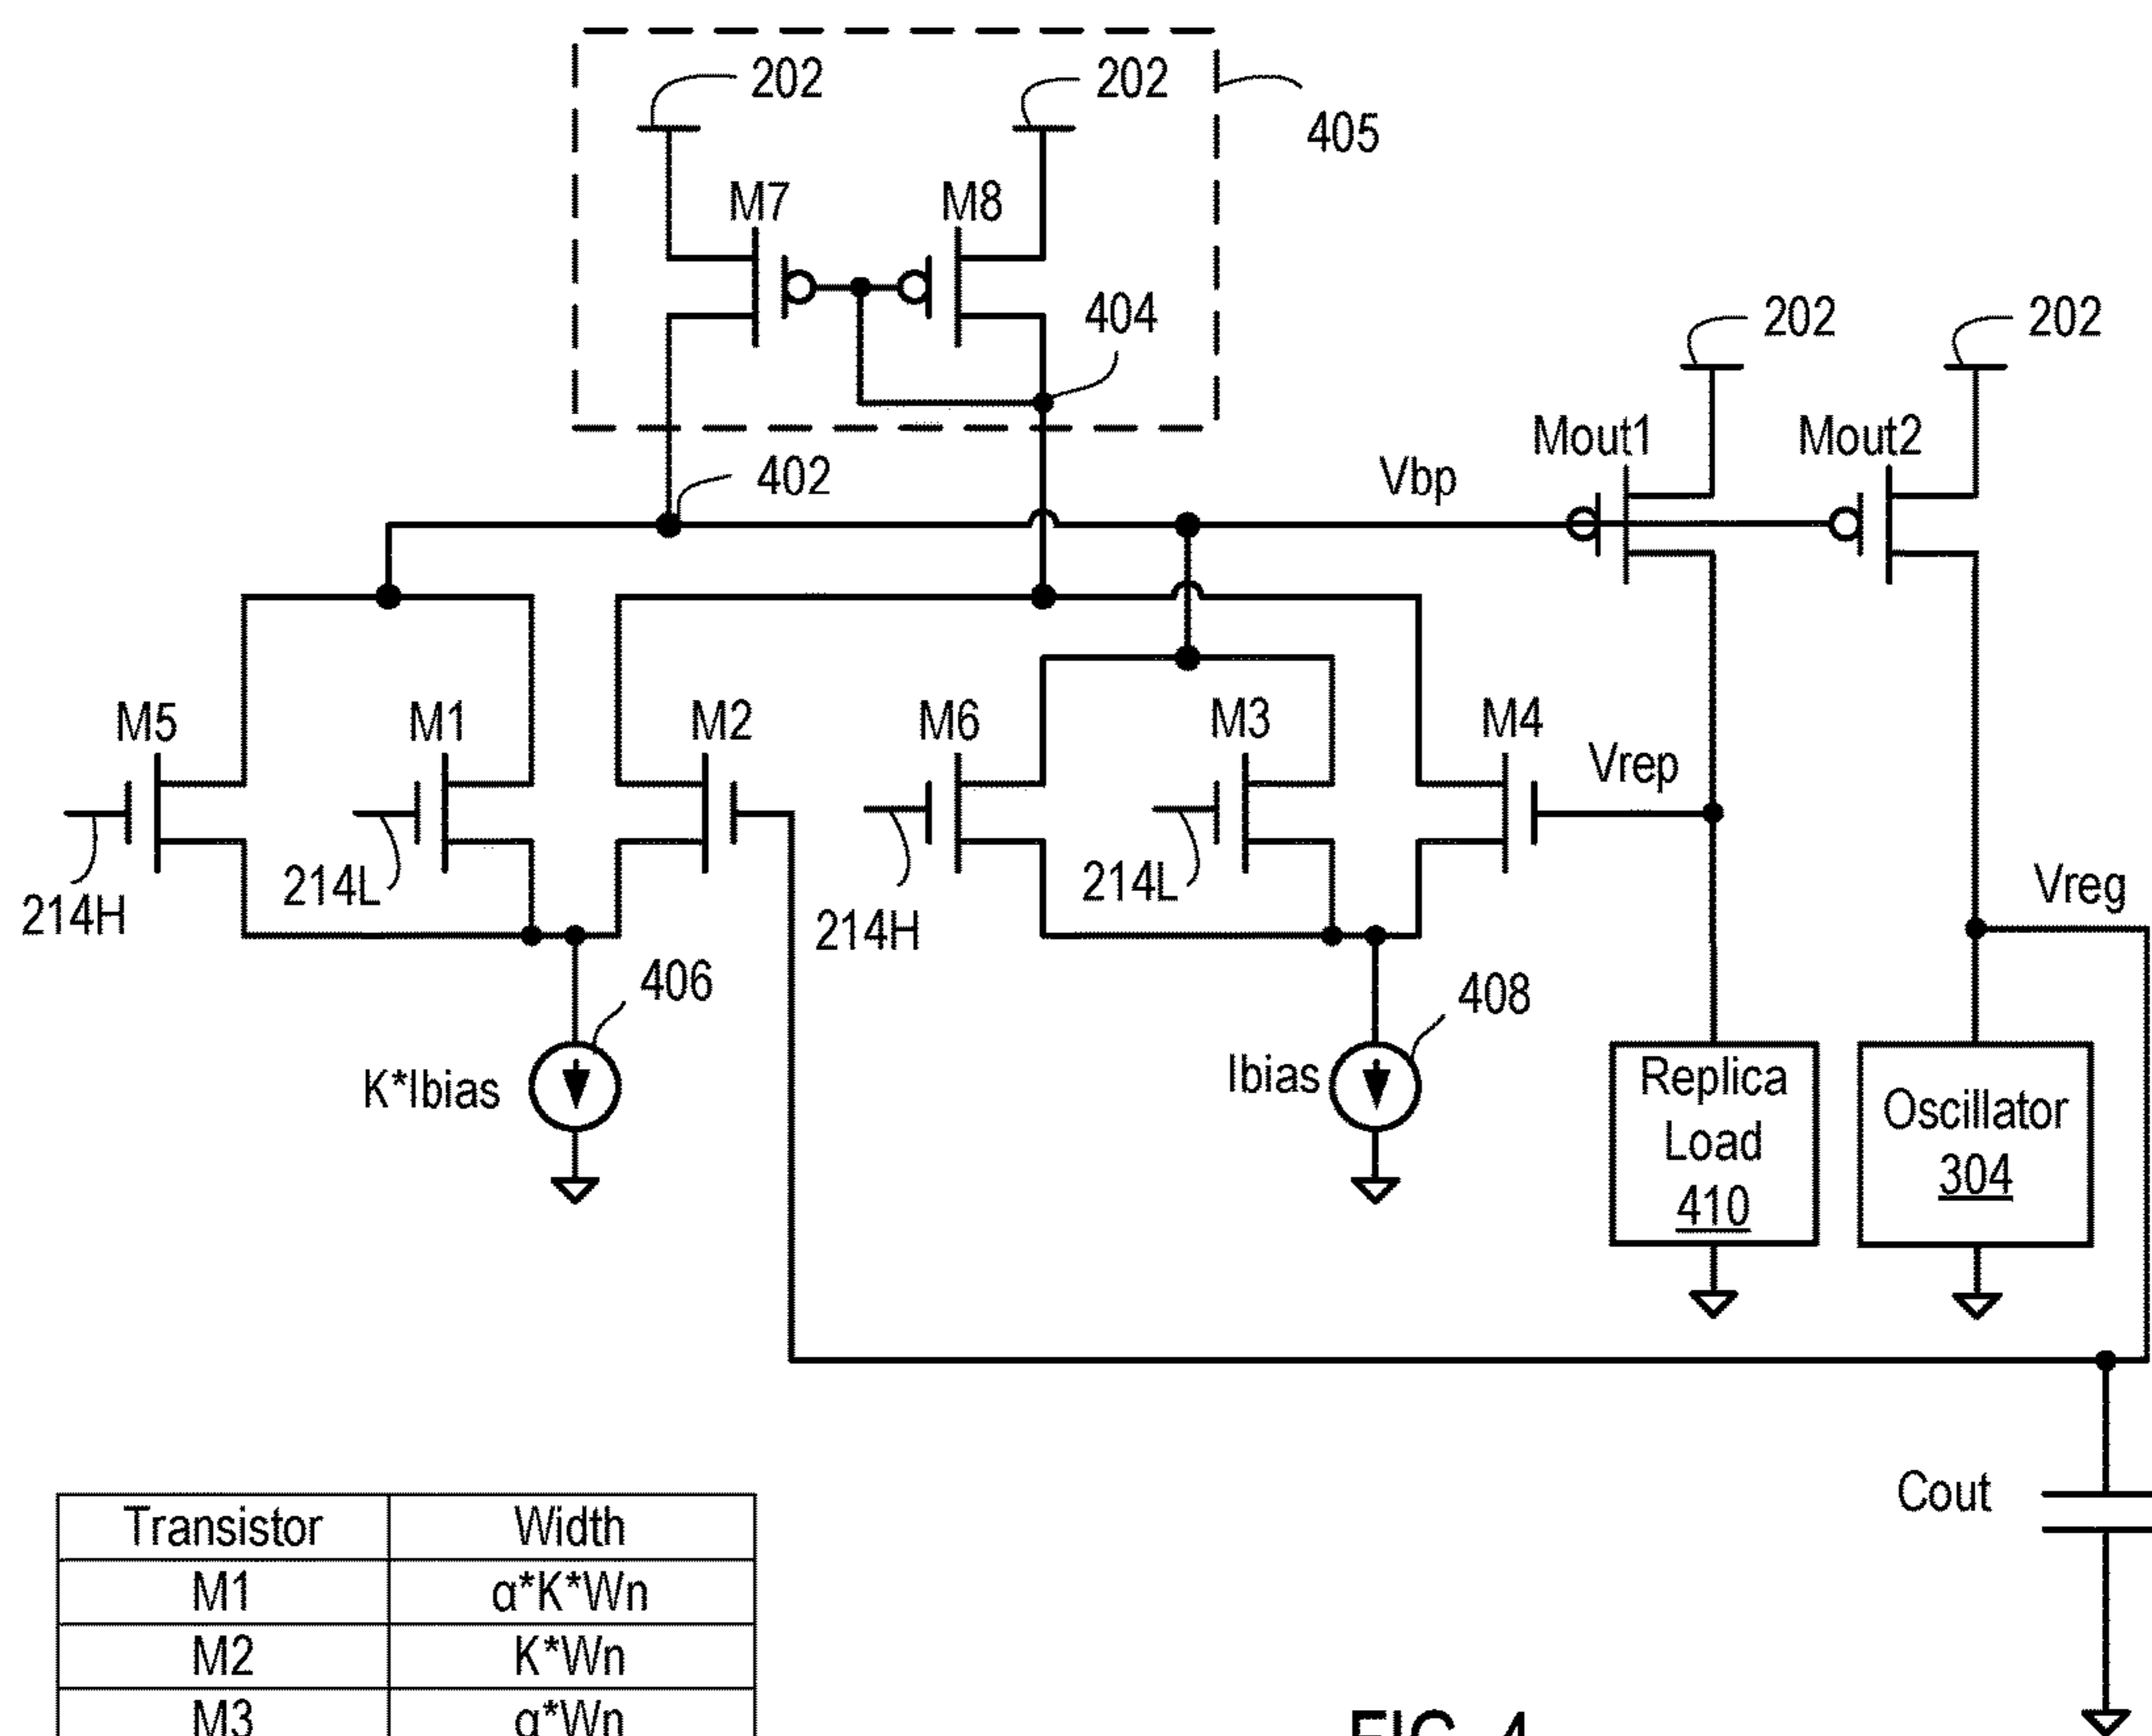 202
202
405
M7
M8
404
202
202
Mout1
Mout2
Vbp
402
M5
M1
M2
M6
M3
M4
Vrep
214H
214L
214H
214L
Vreg
406
408
K*Ibias
Ibias
Replica
Load
410
Oscillator
304
Cout
Transistor Width
M1 α*K*Wn
M2 K*Wn
M3 α*Wn
FIG. 4